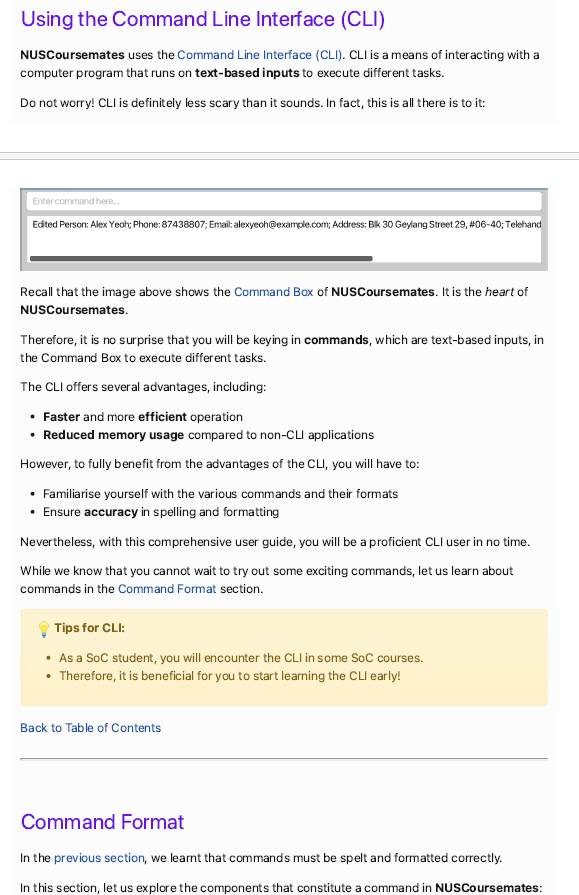 Using the Command Line Interface (CLI)
NUSCoursemates uses the Command Line Interface (CLI). CLI is a means of interacting with a
computer program that runs on text-based inputs to execute different tasks.
Do not worry! CLI is definitely less scary than it sounds. In fact, this is all there is to it:
Enter command here...
Edited Person: Alex Yeoh; Phone: 87438807; Email: alexyeoh@example.com; Address: Blk 30 Geylang Street 29, #06-40; Telehand
Recall that the image above shows the Command Box of NUSCoursemates. It is the heart of
NUSCoursemates.
Therefore, it is no surprise that you will be keying in commands, which are text-based inputs, in
the Command Box to execute different tasks.
The CLI offers several advantages, including:
• Faster and more efficient operation
• Reduced memory usage compared to non-CLI applications
However, to fully benefit from the advantages of the CLI, you will have to:
• Familiarise yourself with the various commands and their formats
• Ensure accuracy in spelling and formatting
Nevertheless, with this comprehensive user guide, you will be a proficient CLI user in no time.
While we know that you cannot wait to try out some exciting commands, let us learn about
commands in the Command Format section.
💡 Tips for CLI:
• As a SoC student, you will encounter the CLI in some SoC courses.
• Therefore, it is beneficial for you to start learning the CLI early!
Back to Table of Contents
Command Format
In the previous section, we learnt that commands must be spelt and formatted correctly.
In this section, let us explore the components that constitute a command in NUSCoursemates: